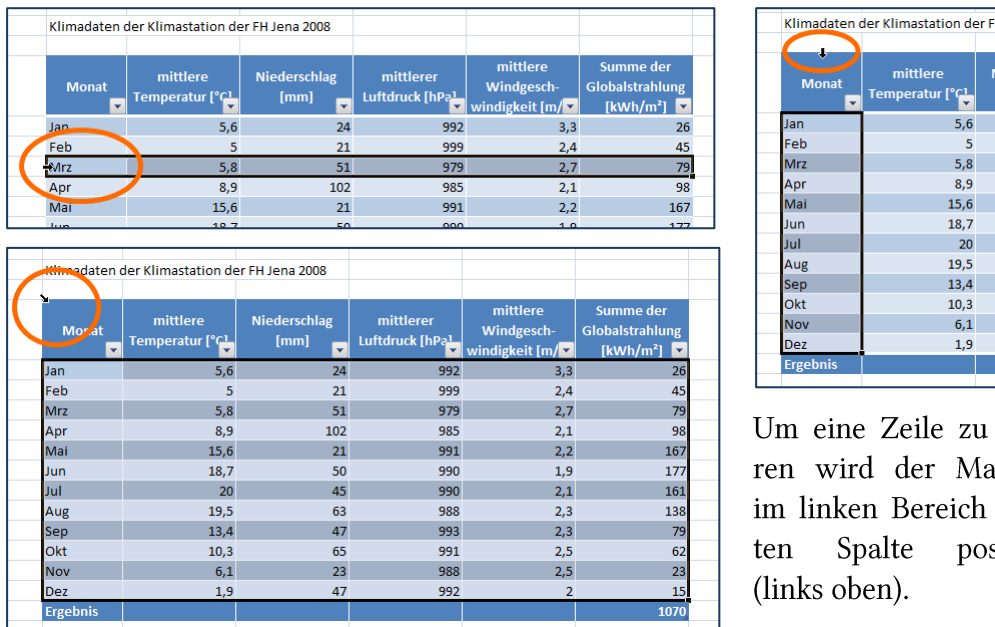 Klimadaten der Klimastation der FH Jena 2008
Monat mittlere Temperatur [°C] Niederschlag [mm] mittlerer Luftdruck [hPa] mittlere Windgesch-windigkeit [m/ Summe der Globalstrahlung [kWh/m²]
Jan 5,6 24 992 3,3 26
Feb 5 21 999 2,4 45
Mrz 5,8 51 979 2,7 79
Apr 8,9 102 985 2,1 98
Mai 15,6 21 991 2,2 167
Jun 18,7 50 990 1,9 177
Klimadaten der Klimastation der FH Jena 2008
Monat mittlere Temperatur [°C] Niederschlag [mm] mittlerer Luftdruck [hPa] mittlere Windgesch-windigkeit [m/ Summe der Globalstrahlung [kWh/m²]
Jan 5,6 24 992 3,3 26
Feb 5 21 999 2,4 45
Mrz 5,8 51 979 2,7 79
Apr 8,9 102 985 2,1 98
Mai 15,6 21 991 2,2 167
Jun 18,7 50 990 1,9 177
Jul 20 45 990 2,1 161
Aug 19,5 63 988 2,3 138
Sep 13,4 47 993 2,3 79
Okt 10,3 65 991 2,5 62
Nov 6,1 23 988 2,5 23
Dez 1,9 47 992 2 15
Ergebnis 1070
Klimadaten der Klimastation der F
Monat mittlere Temperatur [°C]
Jan 5,6
Feb 5
Mrz 5,8
Apr 8,9
Mai 15,6
Jun 18,7
Jul 20
Aug 19,5
Sep 13,4
Okt 10,3
Nov 6,1
Dez 1,9
Ergebnis
Um eine Zeile zu
ren wird der Ma
im linken Bereich
ten Spalte pos
(links oben).